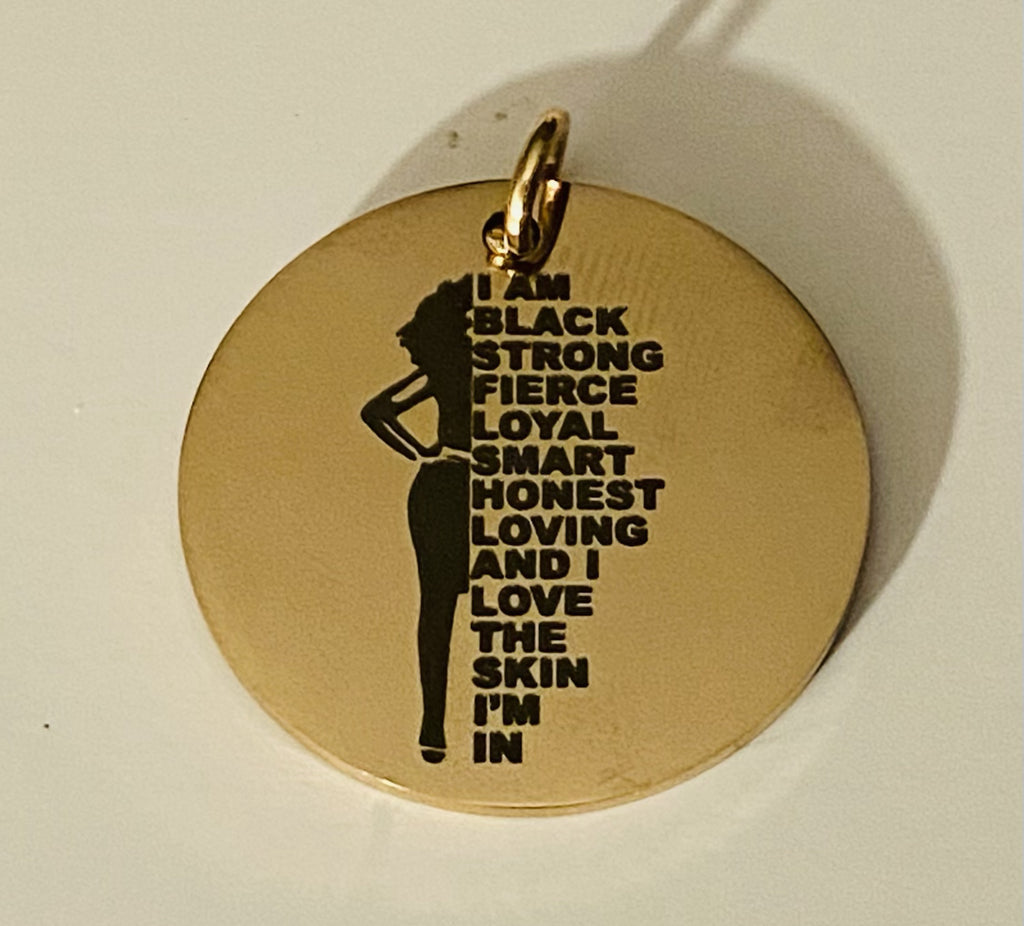 I AM
BLACK
STRONG
FIERCE
LOYAL
SMART
HONEST
LOVING
AND I
LOVE
THE
SKIN
I'M
IN